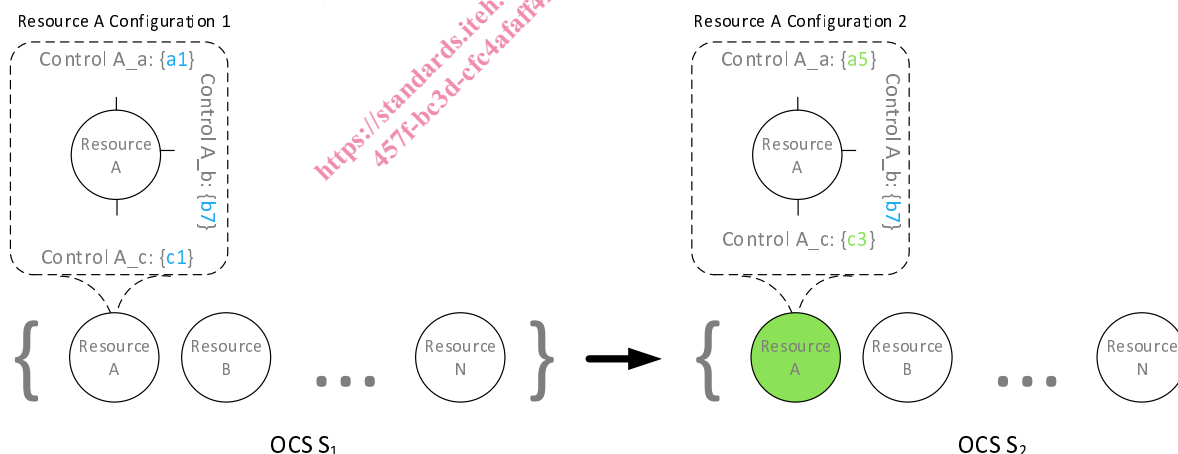 Resource A Configuration 1
Control A_a: {a1}
Control A_b: {b7}
Resource
A
Control A_c: {c1}
{
Resource
A
Resource
B
...
Resource
N
}
OCS S₁
https://standards.iteh.
457f-bc3d-cfc4afaff4
Resource A Configuration 2
Control A_a: {a5}
Control A_b: {b7}
Resource
A
Control A_c: {c3}
{
Resource
A
Resource
B
...
Resource
N
OCS S₂